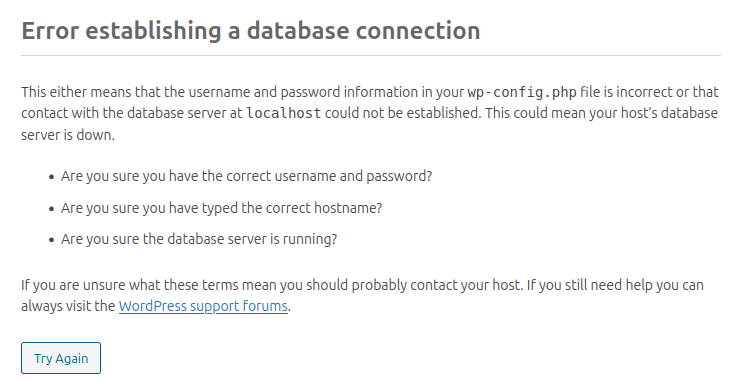 Error establishing a database connection
This either means that the username and password information in your wp-config.php file is incorrect or that
contact with the database server at localhost could not be established. This could mean your host’s database
server is down.
• Are you sure you have the correct username and password?
• Are you sure you have typed the correct hostname?
• Are you sure the database server is running?
If you are unsure what these terms mean you should probably contact your host. If you still need help you can
always visit the WordPress support forums.
Try Again